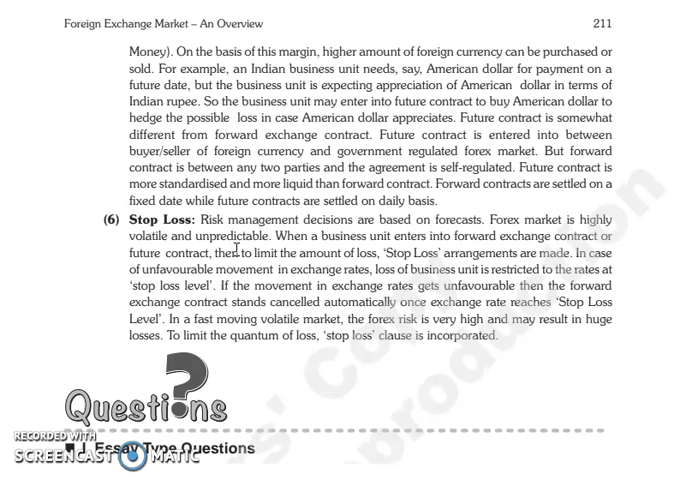 Foreign Exchange Market – An Overview 211
Money). On the basis of this margin, higher amount of foreign currency can be purchased or
sold. For example, an Indian business unit needs, say, American dollar for payment on a
future date, but the business unit is expecting appreciation of American dollar in terms of
Indian rupee. So the business unit may enter into future contract to buy American dollar to
hedge the possible loss in case American dollar appreciates. Future contract is somewhat
different from forward exchange contract. Future contract is entered into between
buyer/seller of foreign currency and government regulated forex market. But forward
contract is between any two parties and the agreement is self-regulated. Future contract is
more standardised and more liquid than forward contract. Forward contracts are settled on a
fixed date while future contracts are settled on daily basis.
(6) Stop Loss: Risk management decisions are based on forecasts. Forex market is highly
volatile and unpredictable. When a business unit enters into forward exchange contract or
future contract, then to limit the amount of loss, ‘Stop Loss’ arrangements are made. In case
of unfavourable movement in exchange rates, loss of business unit is restricted to the rates at
‘stop loss level’. If the movement in exchange rates gets unfavourable then the forward
exchange contract stands cancelled automatically once exchange rate reaches ‘Stop Loss
Level’. In a fast moving volatile market, the forex risk is very high and may result in huge
losses. To limit the quantum of loss, ‘stop loss’ clause is incorporated.
Questi?ns
RECORDED WITH
I. Essay Type Questions
SCREENCAST MATIC
Copy